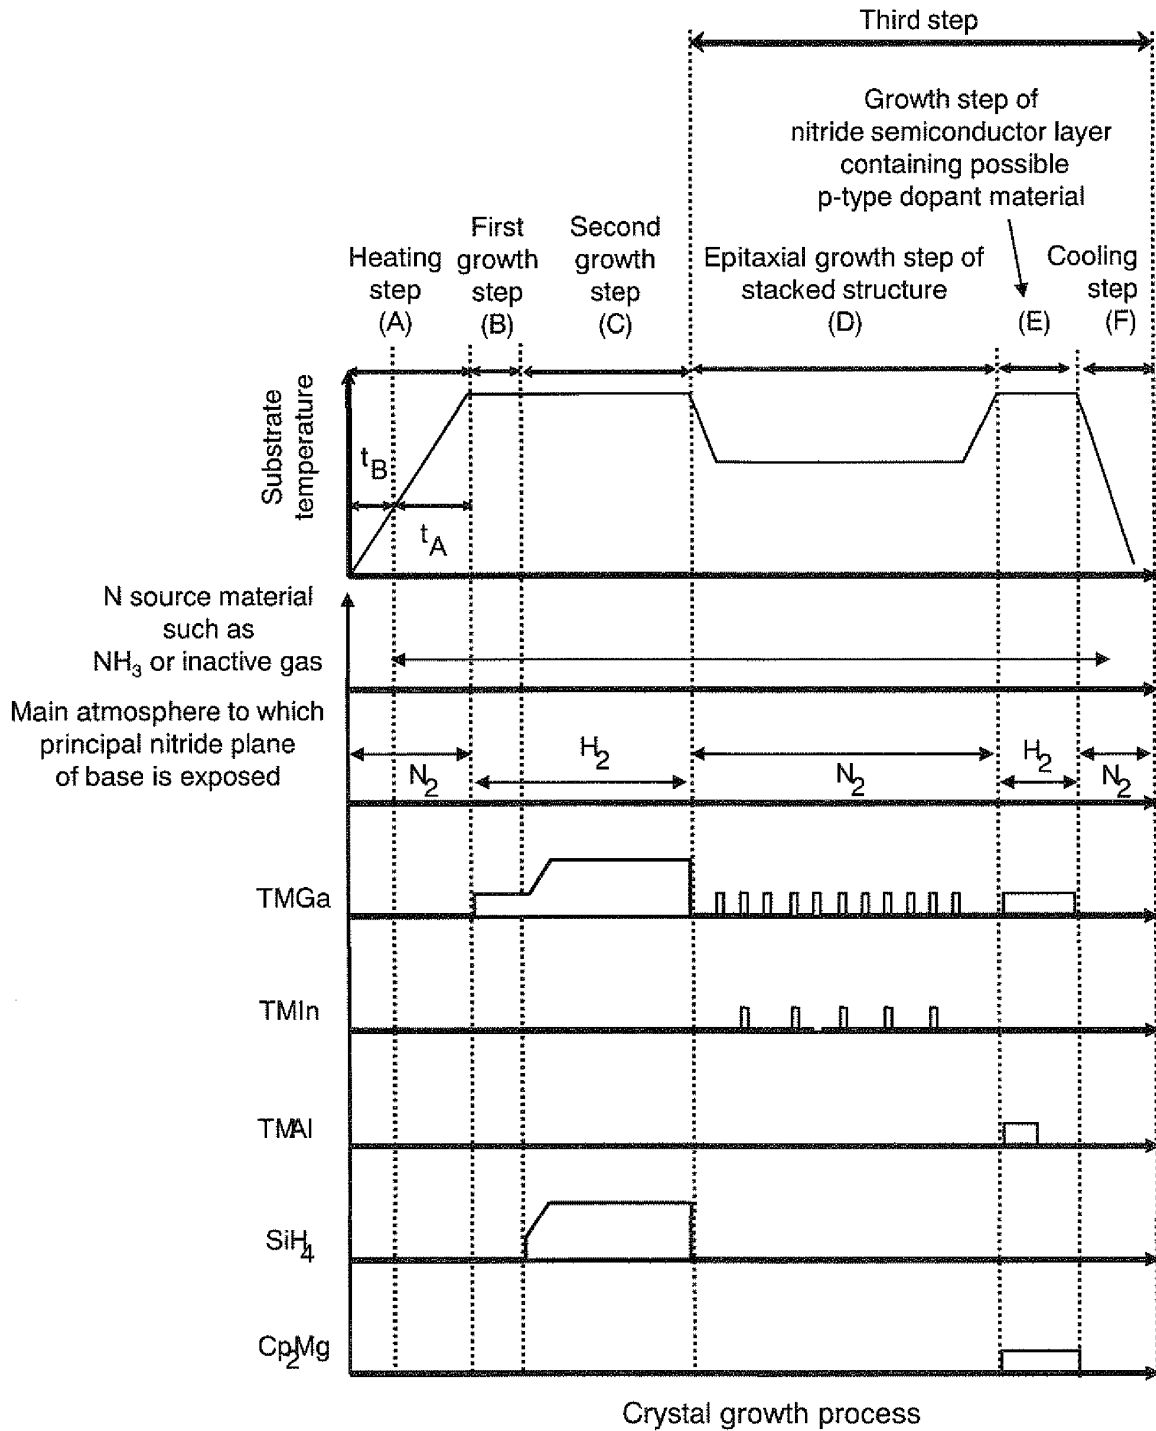 Third step
Growth step of
nitride semiconductor layer
containing possible
p-type dopant material
First
growth
step
(B)
Second
growth
step
(C)
Heating
step
(A)
Epitaxial growth step of
stacked structure
(D)
(E)
Cooling
step
(F)
Substrate
temperature
tB
tA
N source material
such as
NH3 or inactive gas
Main atmosphere to which
principal nitride plane
of base is exposed
N2
H2
N2
H2
N2
TMGa
TMIn
TMAl
SiH4
Cp2Mg
Crystal growth process